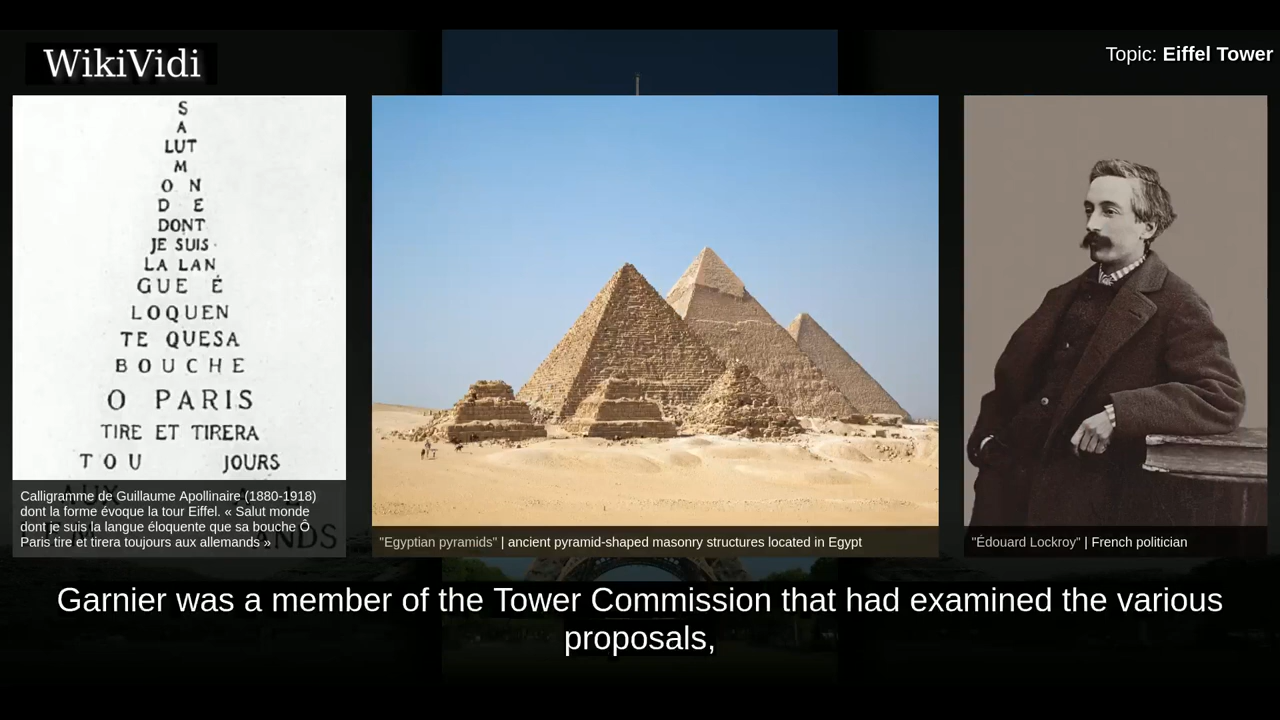 WikiVidi
Topic: Eiffel Tower
S
A
LUT
M
O N
D E
DONT
JE SUIS
LA LAN
GUE É
LOQUEN
TE QUESA
BOUCHE
O PARIS
TIRE ET TIRERA
TOU JOURS
Calligramme de Guillaume Apollinaire (1880-1918)
dont la forme évoque la tour Eiffel. « Salut monde
dont je suis la langue éloquente que sa bouche Ô
Paris tire et tirera toujours aux allemands »
"Egyptian pyramids" | ancient pyramid-shaped masonry structures located in Egypt
"Édouard Lockroy" | French politician
Garnier was a member of the Tower Commission that had examined the various
proposals,